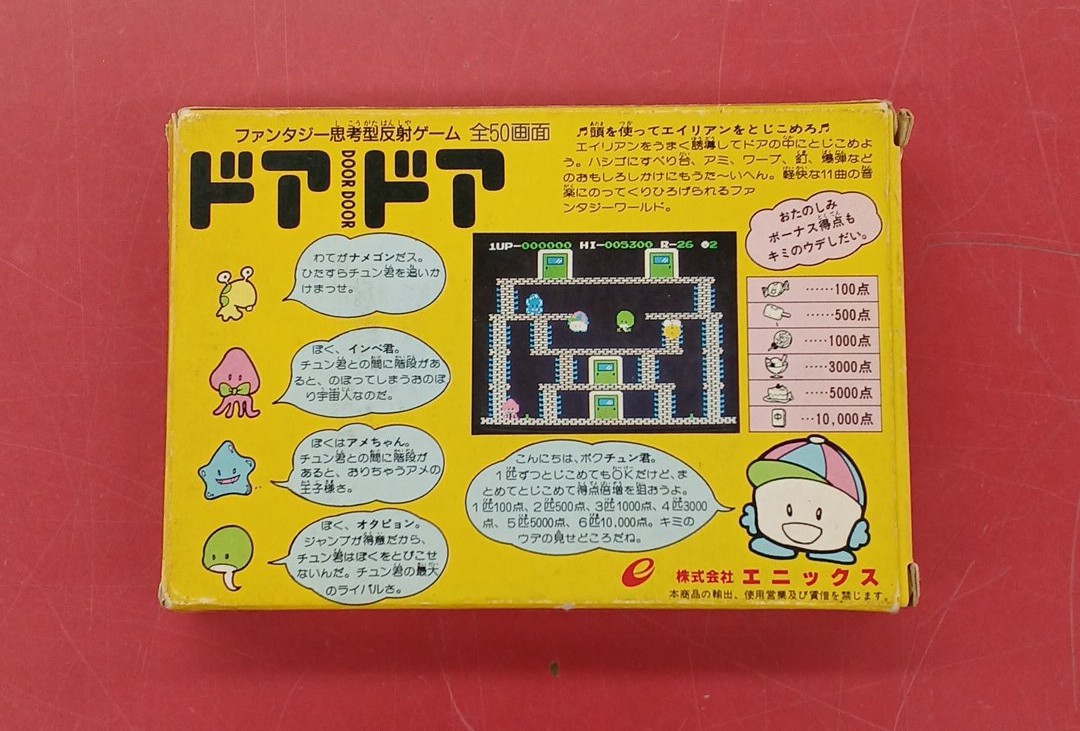 ファンタジー思考型反射ゲーム 全50画面
ドアドア
DOOR DOOR
♬頭を使ってエイリアンをとじこめろ♬
エイリアンをうまく誘導してドアの中にとじこめよ
う。ハシゴにすべり台、アミ、ワープ、釘、爆弾など
のおもしろしかけにもうた〜いへん。軽快な11曲の音
楽にのってくりひろげられるファ
ンタジーワールド。
おたのしみ
ボーナス得点も
キミのウデしだい。
……100点
……500点
……1000点
……3000点
……5000点
…10,000点
1UP-000000 HI-005300 R-26 2
わてがナメゴンだス。
ひたすらチュン君を追いか
けまっせ。
ぼく、インベ君。
チュン君との間に階段があ
ると、のぼってしまうおのぼ
り宇宙人なのだ。
ぼくはアメちゃん。
チュン君との間に階段が
あると、おりちゃうアメの
王子様さ。
ぼく、オタピョン。
ジャンプが得意だから、
チュン君はぼくをとびこせ
ないんだ。チュン君の最大
のライバルさ。
こんにちは、ボクチュン君。
1匹ずつとじこめてもOKだけど、ま
とめてとじこめて得点倍増を狙おうよ。
1匹100点、2匹500点、3匹1000点、4匹3000
点、5匹5000点、6匹10,000点。キミの
ウデの見せどころだね。
e 株式会社 エニックス
本商品の輸出、使用営業及び賃借を禁じます。